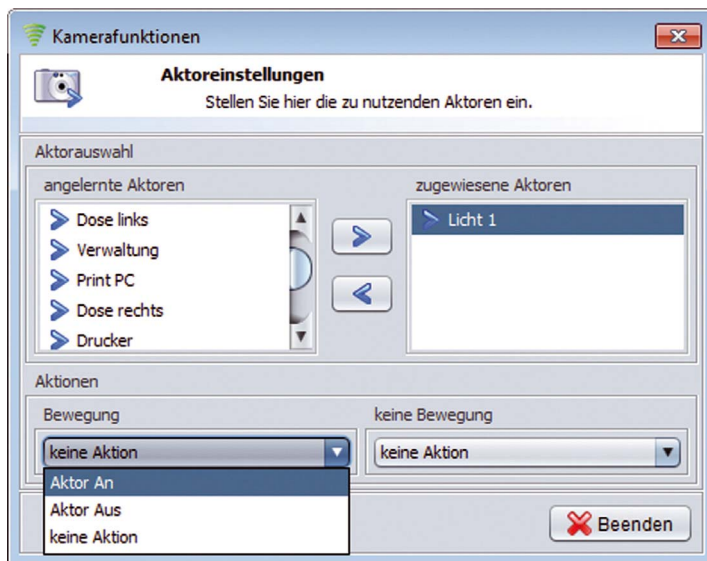 Kamerafunktionen
Aktoreinstellungen
Stellen Sie hier die zu nutzenden Aktoren ein.
Aktorauswahl
angelernte Aktoren
Dose links
Verwaltung
Print PC
Dose rechts
Drucker
zugewiesene Aktoren
Licht 1
Aktionen
Bewegung
keine Aktion
Aktor An
Aktor Aus
keine Aktion
keine Bewegung
keine Aktion
Beenden